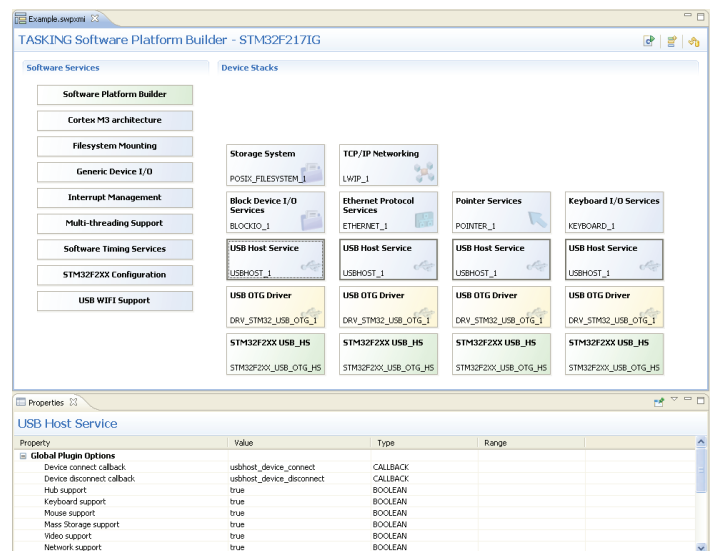 Example.swpxmi
TASKING Software Platform Builder - STM32F217IG
Software Services
Device Stacks
Software Platform Builder
Cortex M3 architecture
Filesystem Mounting
Generic Device I/O
Interrupt Management
Multi-threading Support
Software Timing Services
STM32F2XX Configuration
USB WIFI Support
Storage System
POSIX_FILESYSTEM_1
TCP/IP Networking
LWIP_1
Block Device I/O
Services
BLOCKIO_1
Ethernet Protocol
Services
ETHERNET_1
Pointer Services
POINTER_1
Keyboard I/O Services
KEYBOARD_1
USB Host Service
USBHOST_1
USB Host Service
USBHOST_1
USB Host Service
USBHOST_1
USB Host Service
USBHOST_1
USB OTG Driver
DRV_STM32_USB_OTG_1
USB OTG Driver
DRV_STM32_USB_OTG_1
USB OTG Driver
DRV_STM32_USB_OTG_1
USB OTG Driver
DRV_STM32_USB_OTG_1
STM32F2XX USB_HS
STM32F2XX_USB_OTG_HS
STM32F2XX USB_HS
STM32F2XX_USB_OTG_HS
STM32F2XX USB_HS
STM32F2XX_USB_OTG_HS
STM32F2XX USB_HS
STM32F2XX_USB_OTG_HS
Properties
USB Host Service
Property Value Type Range
Global Plugin Options
Device connect callback usbhost_device_connect CALLBACK
Device disconnect callback usbhost_device_disconnect CALLBACK
Hub support true BOOLEAN
Keyboard support true BOOLEAN
Mouse support true BOOLEAN
Mass Storage support true BOOLEAN
Video support true BOOLEAN
Network support true BOOLEAN